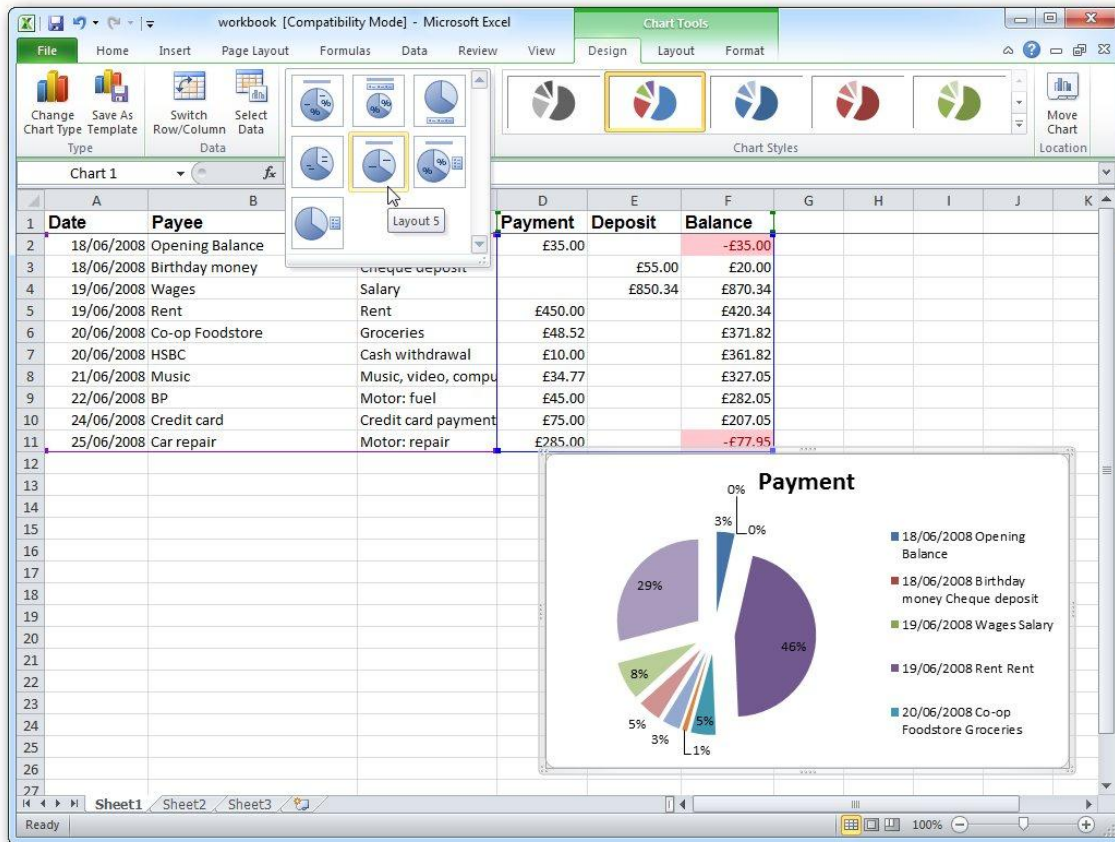 workbook [Compatibility Mode] - Microsoft Excel
Chart Tools
File Home Insert Page Layout Formulas Data Review View Design Layout Format
Change Chart Type
Save As Template
Switch Row/Column
Select Data
Move Chart
Type Data Chart Styles Location
Chart 1 fx
Layout 5
A B D E F G H I J K
1 Date Payee Payment Deposit Balance
2 18/06/2008 Opening Balance £35.00 -£35.00
3 18/06/2008 Birthday money Cheque deposit £55.00 £20.00
4 19/06/2008 Wages Salary £850.34 £870.34
5 19/06/2008 Rent Rent £450.00 £420.34
6 20/06/2008 Co-op Foodstore Groceries £48.52 £371.82
7 20/06/2008 HSBC Cash withdrawal £10.00 £361.82
8 21/06/2008 Music Music, video, compu £34.77 £327.05
9 22/06/2008 BP Motor: fuel £45.00 £282.05
10 24/06/2008 Credit card Credit card payment £75.00 £207.05
11 25/06/2008 Car repair Motor: repair £285.00 -£77.95
12
13
14
15
16
17
18
19
20
21
22
23
24
25
26
27
Payment
0%
3%
0%
29%
46%
8%
5%
5%
3%
1%
18/06/2008 Opening
Balance
18/06/2008 Birthday
money Cheque deposit
19/06/2008 Wages Salary
19/06/2008 Rent Rent
20/06/2008 Co-op
Foodstore Groceries
Sheet1 Sheet2 Sheet3
Ready 100%